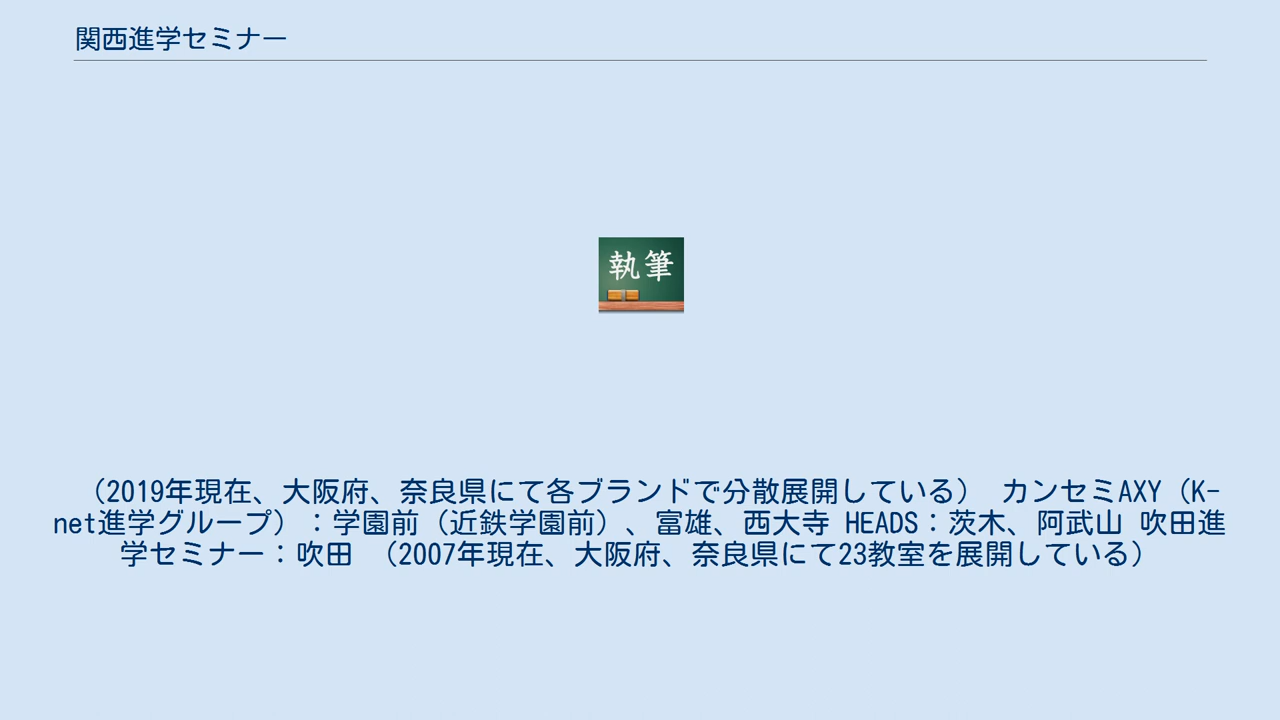 関西進学セミナー
執筆
（2019年現在、大阪府、奈良県にて各ブランドで分散展開している） カンセミAXY（K-
net進学グループ）：学園前（近鉄学園前）、富雄、西大寺 HEADS：茨木、阿武山 吹田進
学セミナー：吹田 （2007年現在、大阪府、奈良県にて23教室を展開している）